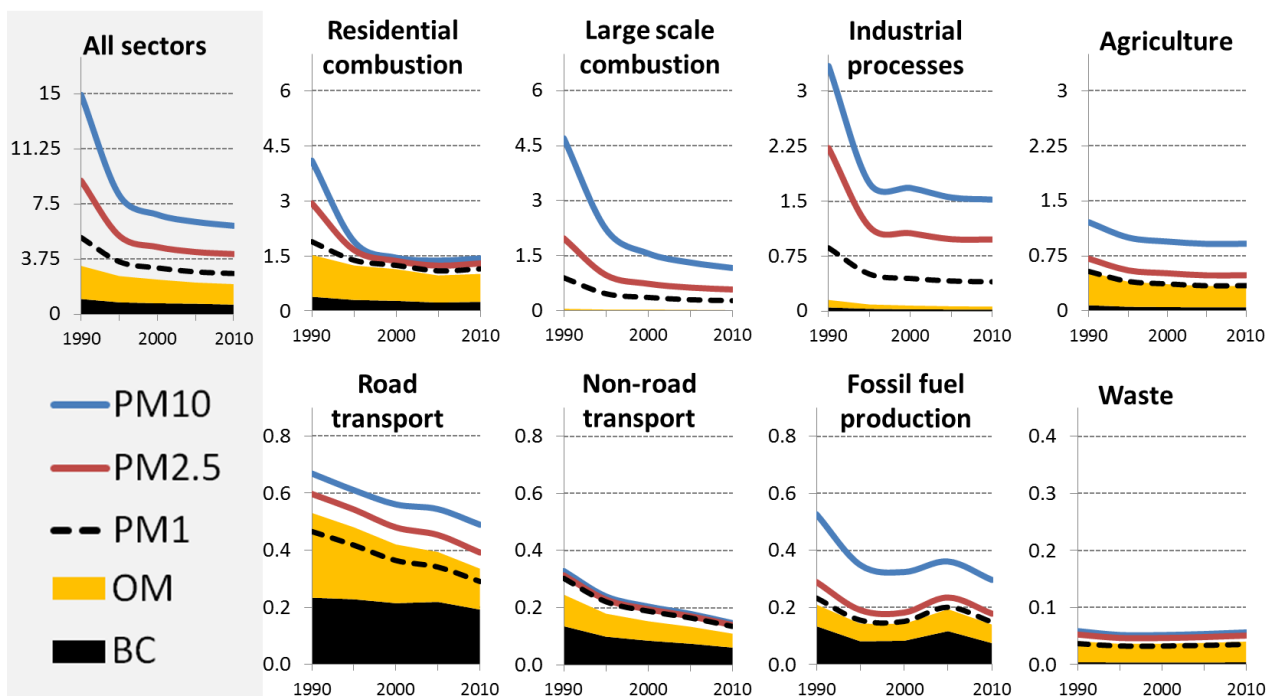 All sectors
15
11.25
7.5
3.75
0
1990 2000 2010
Residential
combustion
6
4.5
3
1.5
0
1990 2000 2010
Large scale
combustion
6
4.5
3
1.5
0
1990 2000 2010
Industrial
processes
3
2.25
1.5
0.75
0
1990 2000 2010
Agriculture
3
2.25
1.5
0.75
0
1990 2000 2010
PM10
PM2.5
PM1
OM
BC
Road
transport
0.8
0.6
0.4
0.2
0.0
1990 2000 2010
Non-road
transport
0.8
0.6
0.4
0.2
0.0
1990 2000 2010
Fossil fuel
production
0.8
0.6
0.4
0.2
0.0
1990 2000 2010
Waste
0.4
0.3
0.2
0.1
0.0
1990 2000 2010